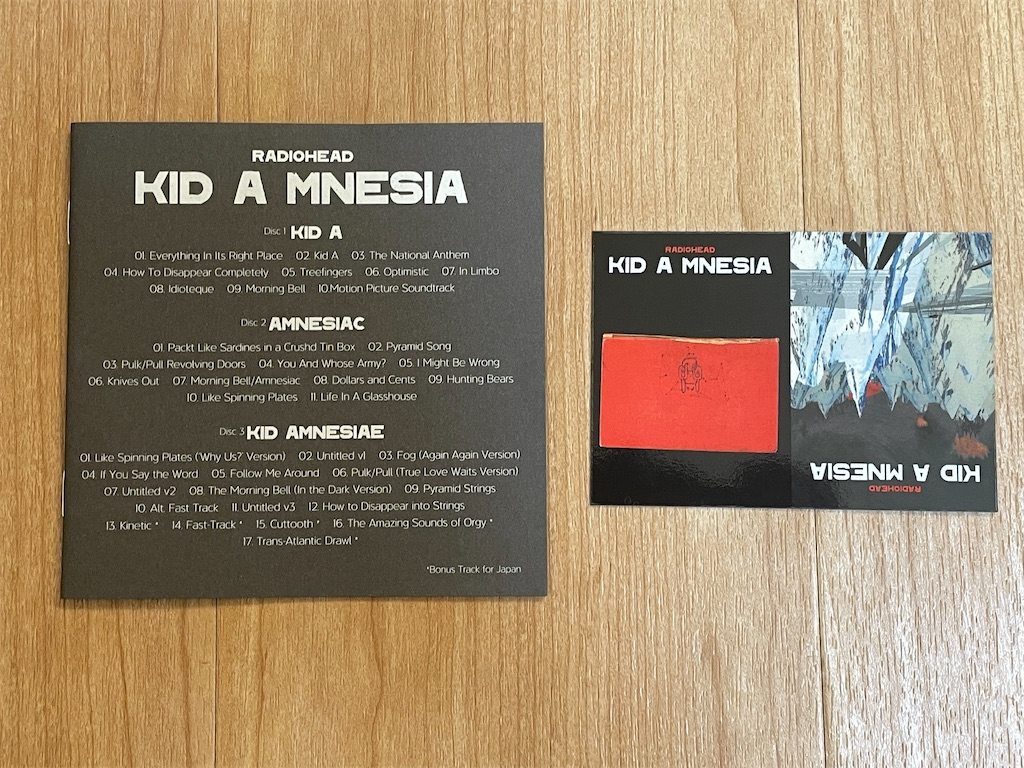 RADIOHEAD
KID A MNESIA
Disc 1 KID A
01. Everything In Its Right Place 02. Kid A 03. The National Anthem
04. How To Disappear Completely 05. Treefingers 06. Optimistic 07. In Limbo
08. Idioteque 09. Morning Bell 10.Motion Picture Soundtrack
Disc 2 AMNESIAC
01. Packt Like Sardines in a Crushd Tin Box 02. Pyramid Song
03. Pulk/Pull Revolving Doors 04. You And Whose Army? 05. I Might Be Wrong
06. Knives Out 07. Morning Bell/Amnesiac 08. Dollars and Cents 09. Hunting Bears
10. Like Spinning Plates 11. Life In A Glasshouse
Disc 3 KID AMNESIAE
01. Like Spinning Plates ('Why Us?' Version) 02. Untitled v1 03. Fog (Again Again Version)
04. If You Say the Word 05. Follow Me Around 06. Pulk/Pull (True Love Waits Version)
07. Untitled v2 08. The Morning Bell (In the Dark Version) 09. Pyramid Strings
10. Alt. Fast Track 11. Untitled v3 12. How to Disappear into Strings
13. Kinetic * 14. Fast-Track * 15. Cuttooth * 16. The Amazing Sounds of Orgy *
17. Trans-Atlantic Drawl *
*Bonus Track for Japan
RADIOHEAD
KID A MNESIA
RADIOHEAD
KID A MNESIA